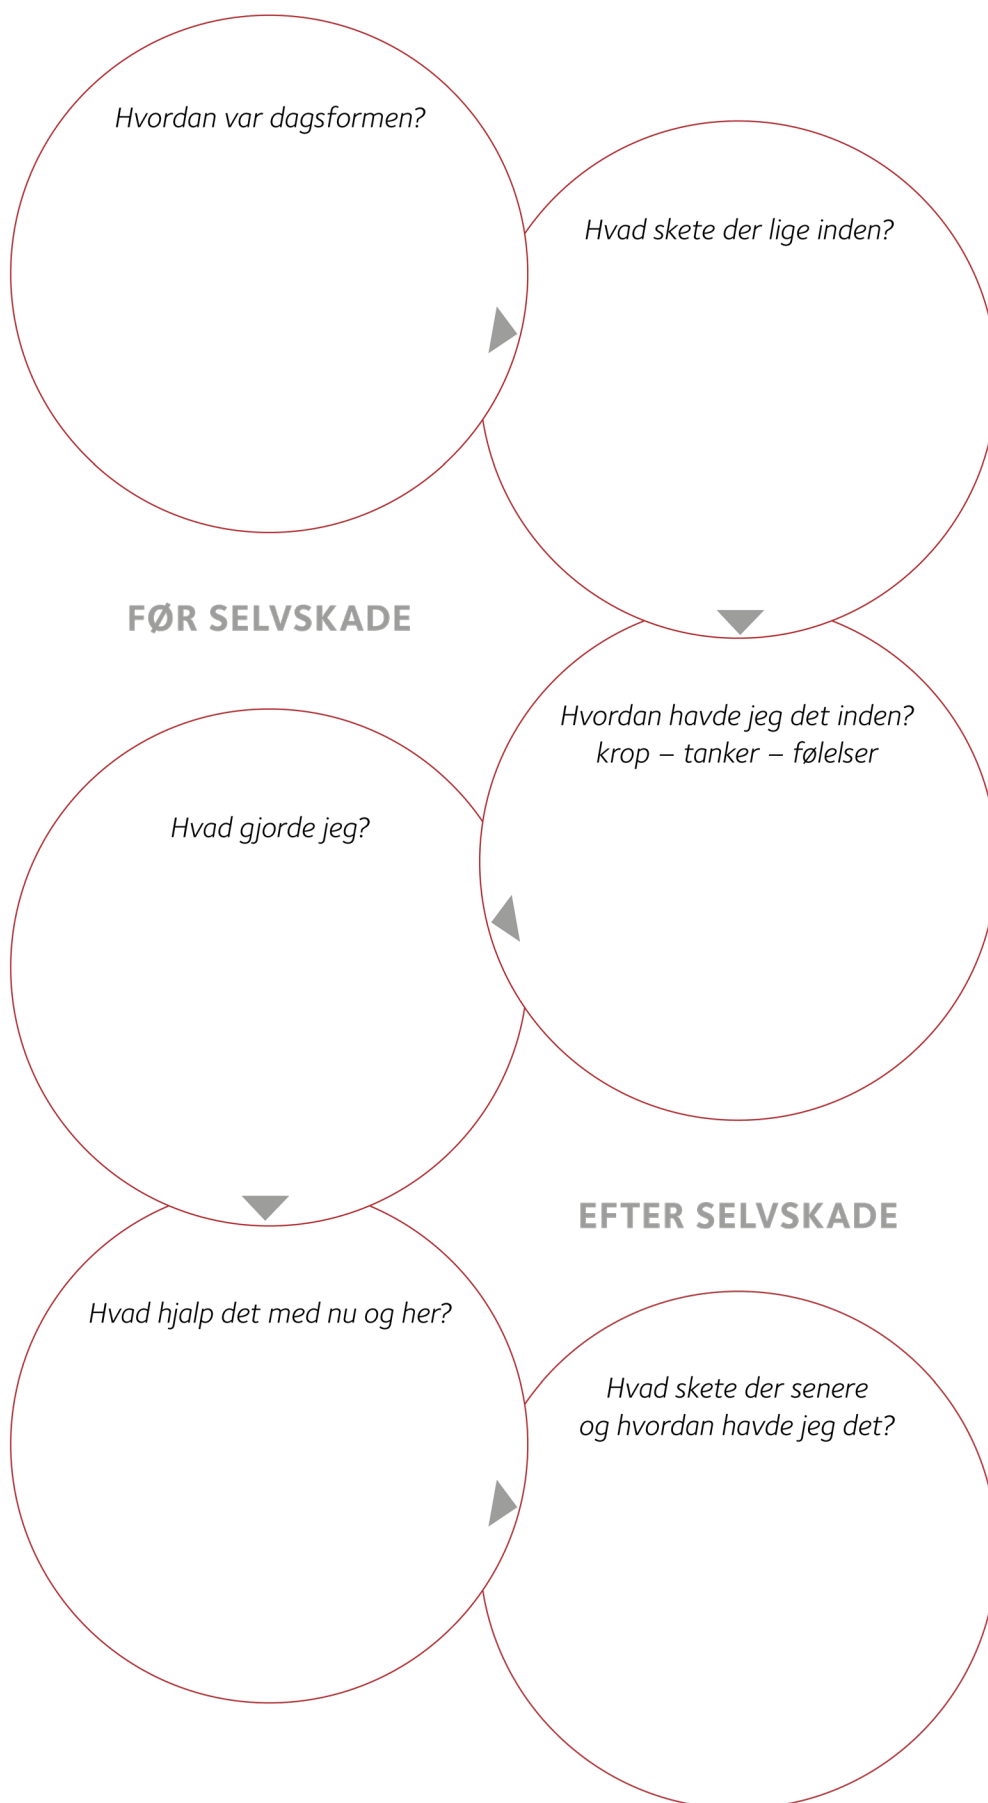 Hvordan var dagsformen?
Hvad skete der lige inden?
FØR SELVSKADE
Hvordan havde jeg det inden?
krop – tanker – følelser
Hvad gjorde jeg?
EFTER SELVSKADE
Hvad hjalp det med nu og her?
Hvad skete der senere
og hvordan havde jeg det?